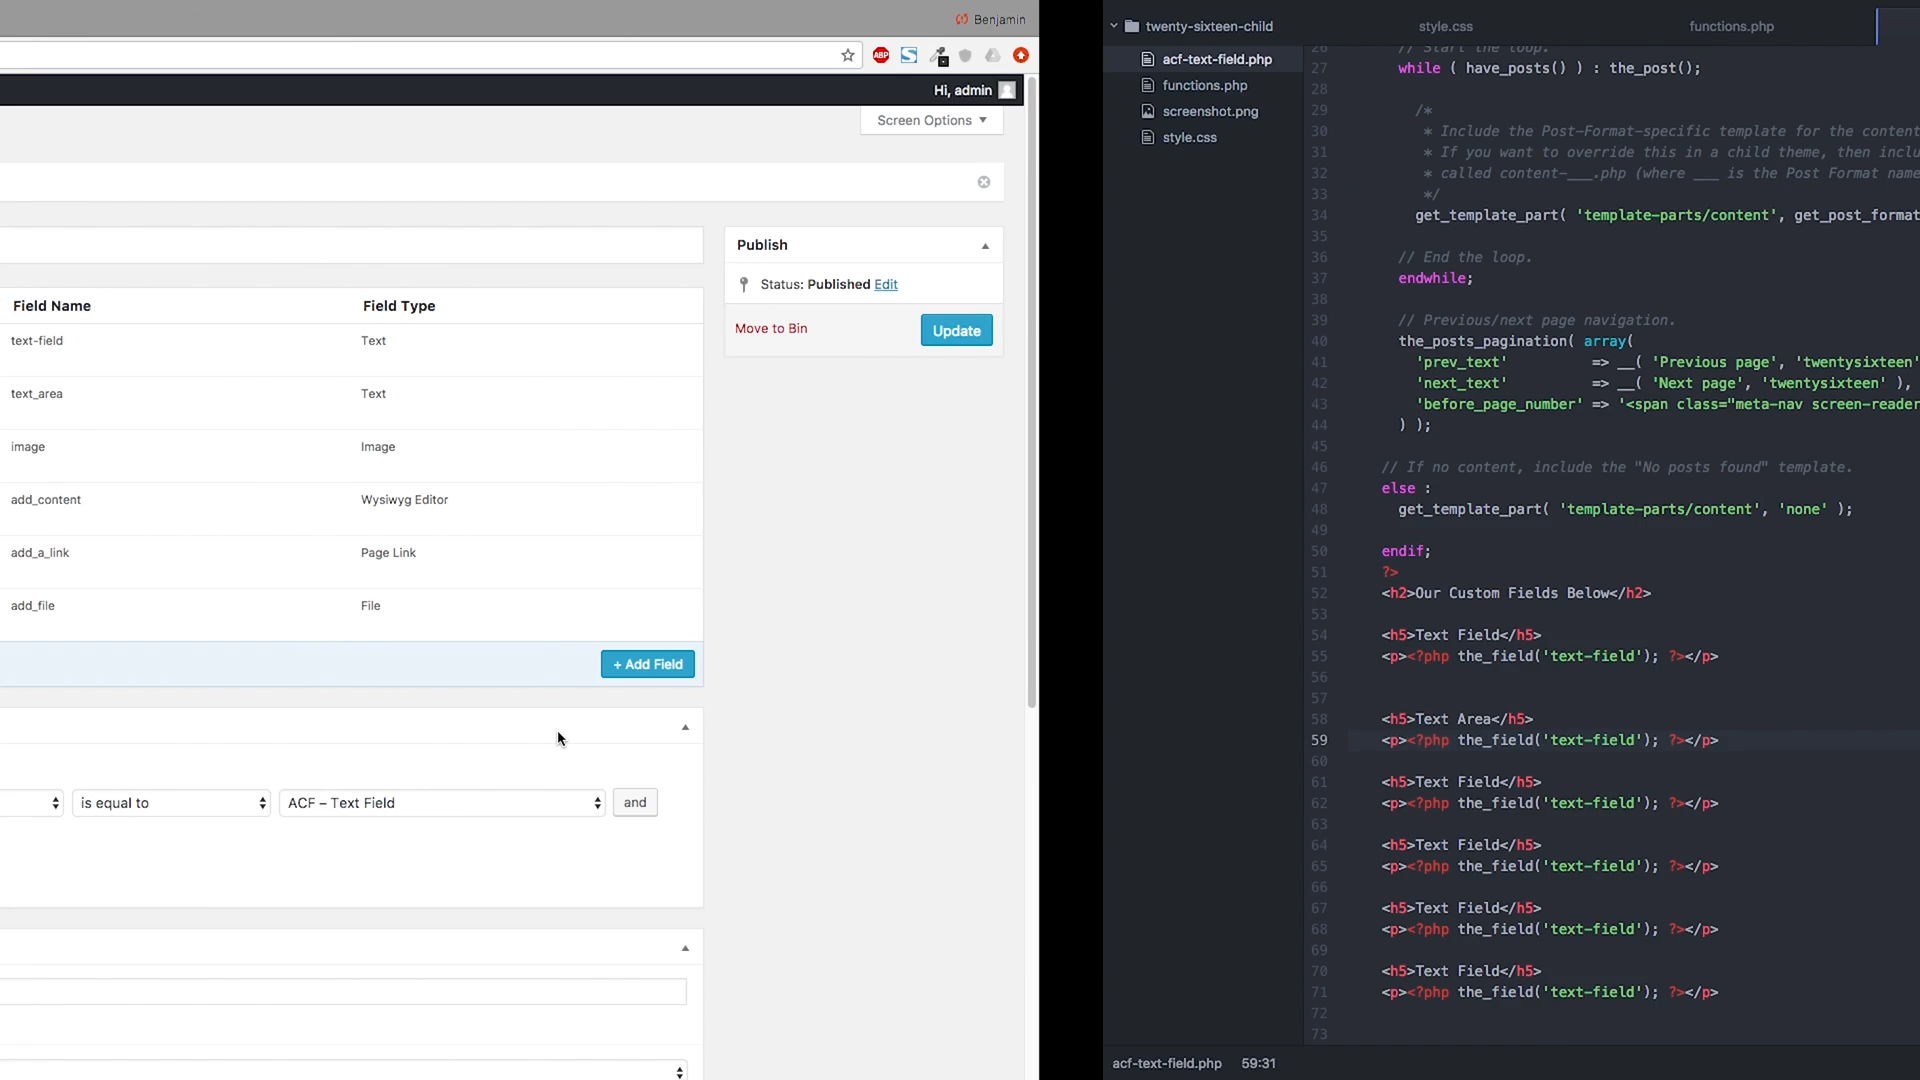 Benjamin
ABP
Hi, admin
Screen Options
Publish
Status: Published Edit
Move to Bin
Update
Field Name Field Type
text-field Text
text_area Text
image Image
add_content Wysiwyg Editor
add_a_link Page Link
add_file File
+ Add Field
is equal to ACF – Text Field and
twenty-sixteen-child
acf-text-field.php
functions.php
screenshot.png
style.css
style.css functions.php
26 // Start the loop.
27 while ( have_posts() ) : the_post();
28
29 /*
30 * Include the Post-Format-specific template for the content
31 * If you want to override this in a child theme, then inclu
32 * called content-___.php (where ___ is the Post Format name
33 */
34 get_template_part( 'template-parts/content', get_post_format
35
36 // End the loop.
37 endwhile;
38
39 // Previous/next page navigation.
40 the_posts_pagination( array(
41 'prev_text' => __( 'Previous page', 'twentysixteen'
42 'next_text' => __( 'Next page', 'twentysixteen' ),
43 'before_page_number' => '<span class="meta-nav screen-reader
44 ) );
45
46 // If no content, include the "No posts found" template.
47 else :
48 get_template_part( 'template-parts/content', 'none' );
49
50 endif;
51 ?>
52 <h2>Our Custom Fields Below</h2>
53
54 <h5>Text Field</h5>
55 <p><?php the_field('text-field'); ?></p>
56
57
58 <h5>Text Area</h5>
59 <p><?php the_field('text-field'); ?></p>
60
61 <h5>Text Field</h5>
62 <p><?php the_field('text-field'); ?></p>
63
64 <h5>Text Field</h5>
65 <p><?php the_field('text-field'); ?></p>
66
67 <h5>Text Field</h5>
68 <p><?php the_field('text-field'); ?></p>
69
70 <h5>Text Field</h5>
71 <p><?php the_field('text-field'); ?></p>
72
73
acf-text-field.php 59:31